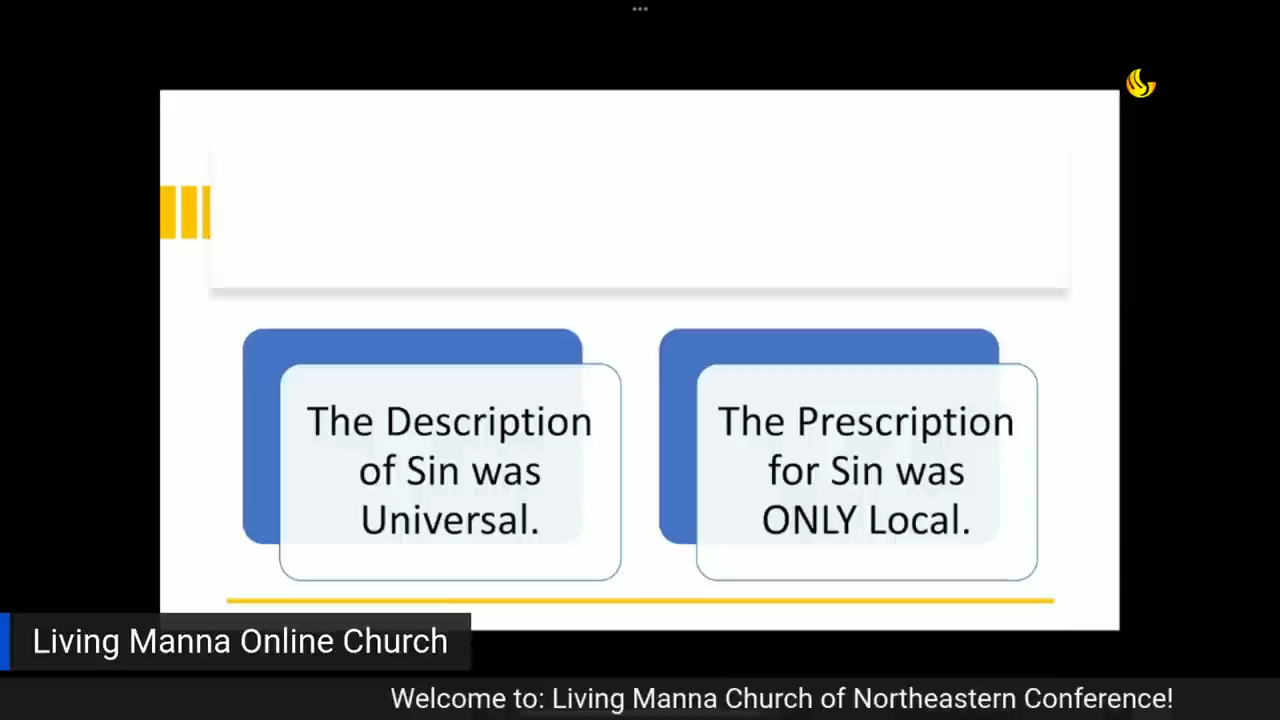 The Description
of Sin was
Universal.
The Prescription
for Sin was
ONLY Local.
Living Manna Online Church
Welcome to: Living Manna Church of Northeastern Conference!